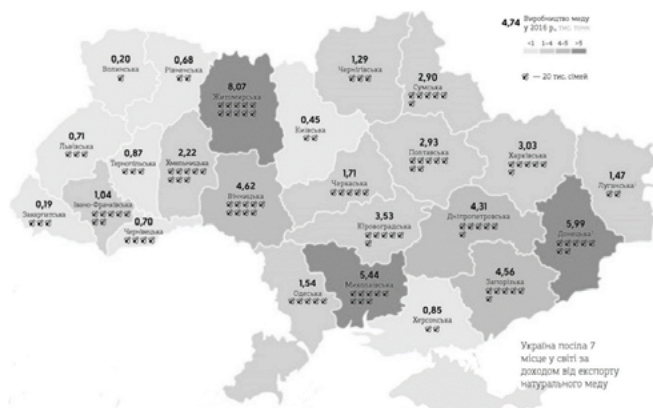 4,74 Виробництво меду
у 2016 р., тис. тонн
<1 1-4 4-5 >5
— 20 тис. сімей
0,20
Волинська
0,68
Рівненська
8,07
Житомирська
0,45
Київська
1,29
Чернігівська
2,90
Сумська
0,71
Львівська
0,87
Тернопільська
2,22
Хмельницька
4,62
Вінницька
1,71
Черкаська
2,93
Полтавська
3,03
Харківська
1,47
Луганська
0,19
Закарпатська
1,04
Івано-Франківська
0,70
Чернівецька
3,53
Кіровоградська
4,31
Дніпропетровська
5,99
Донецька
1,54
Одеська
5,44
Миколаївська
0,85
Херсонська
4,56
Запорізька
Україна посіла 7
місце у світі за
доходом від експорту
натурального меду